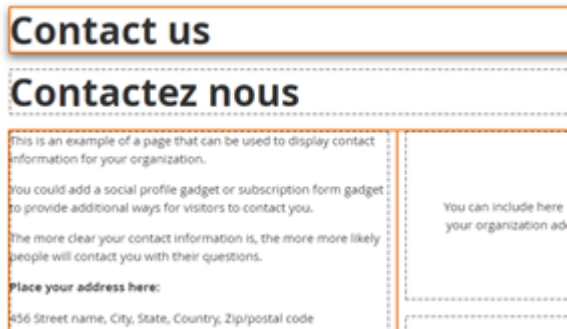 Contact us
Contactez nous
This is an example of a page that can be used to display contact
information for your organization.
You could add a social profile gadget or subscription form gadget
to provide additional ways for visitors to contact you.
The more clear your contact information is, the more more likely
people will contact you with their questions.
Place your address here:
456 Street name, City, State, Country, Zip/postal code
You can include here
your organization add